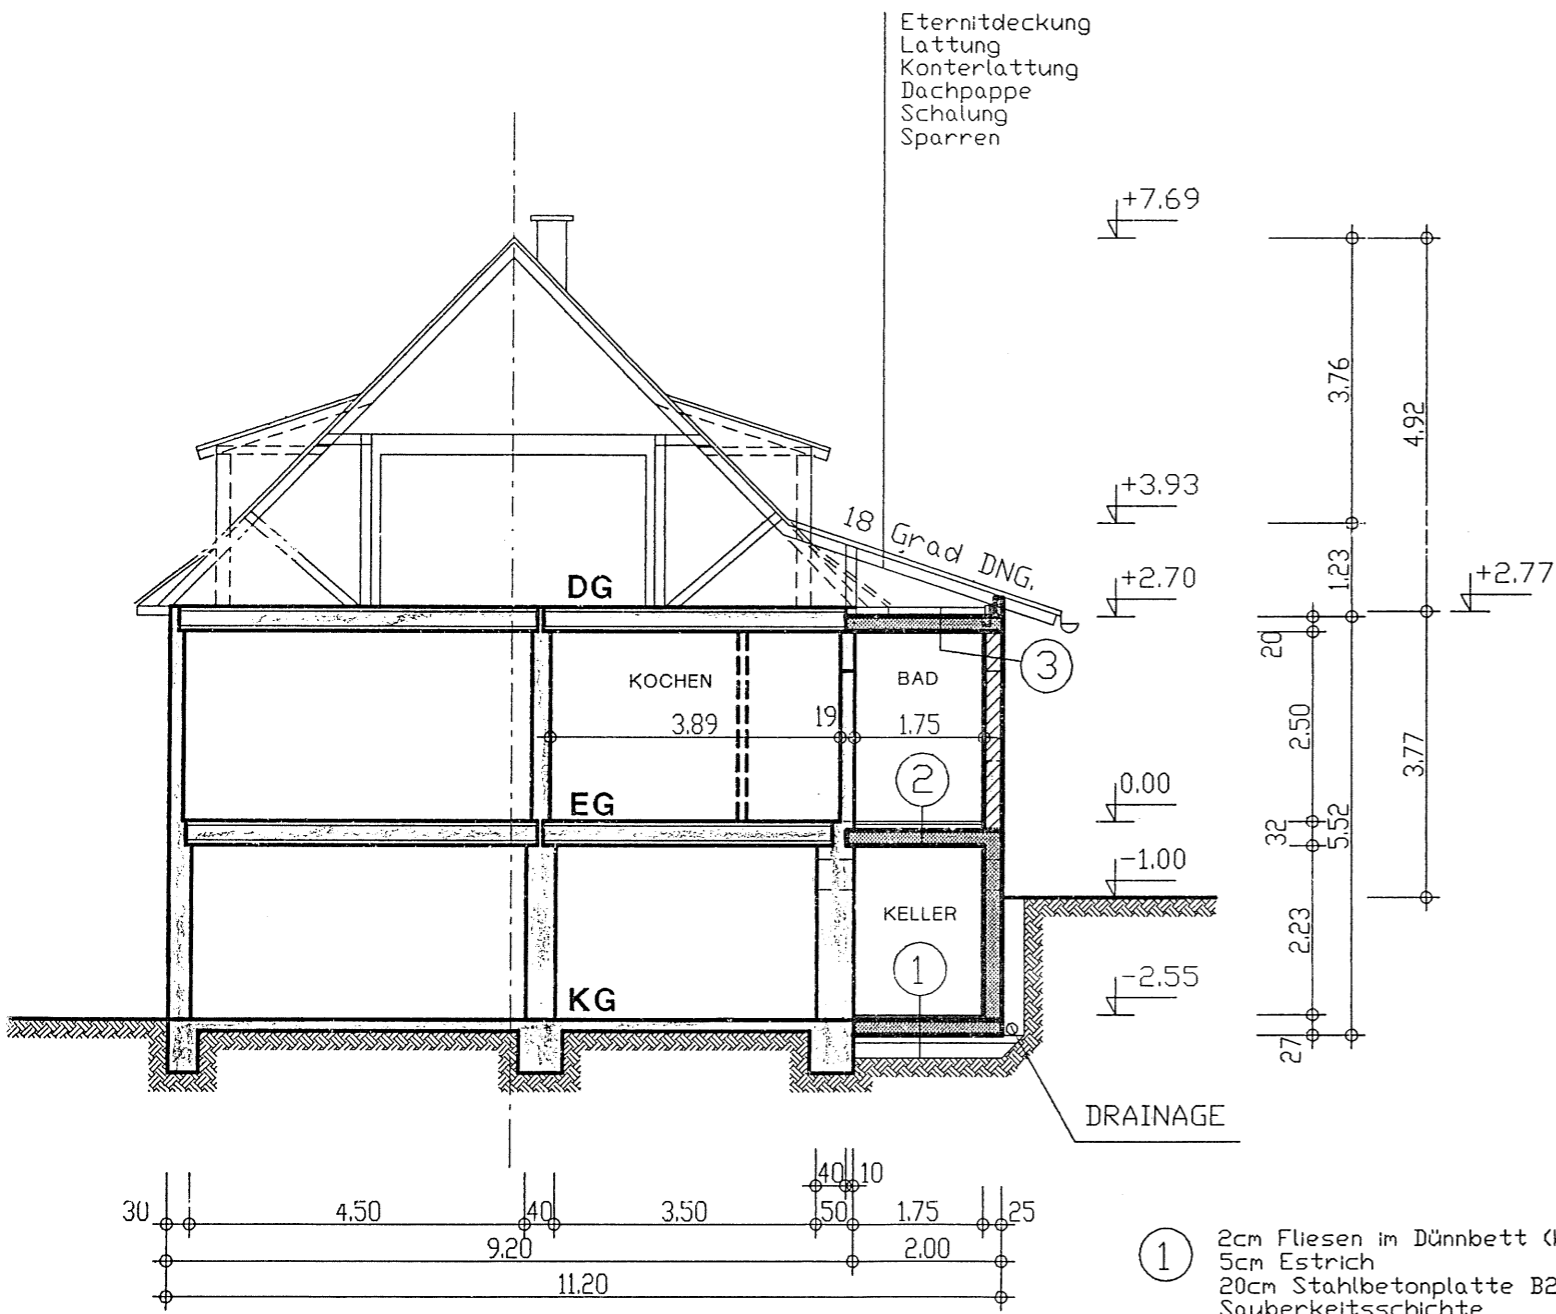 Eternitdeckung
Lattung
Konterlattung
Dachpappe
Schalung
Sparren
+7.69
3.76
4.92
+3.93
18 Grad DNG.
+2.70
1.23
+2.77
DG
20
3
KOCHEN
BAD
3.89
19
1.75
2.50
3.77
2
0.00
EG
32
5.52
-1.00
KELLER
2.23
1
-2.55
KG
27
DRAINAGE
40
10
30
4.50
40
3.50
50
1.75
25
9.20
2.00
11.20
1
2cm Fliesen im Dünnbett
5cm Estrich
20cm Stahlbetonplatte B2
Sauberkeitsschichte